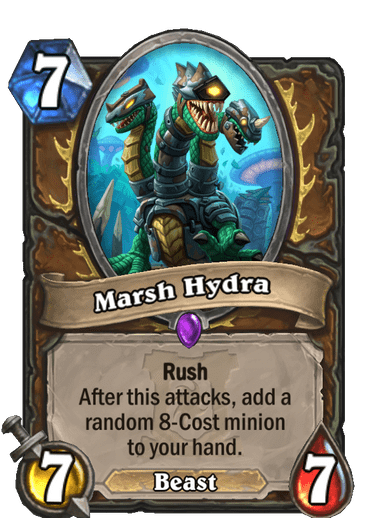 7
Marsh Hydra
Rush
After this attacks, add a
random 8-Cost minion
to your hand.
7
Beast
7